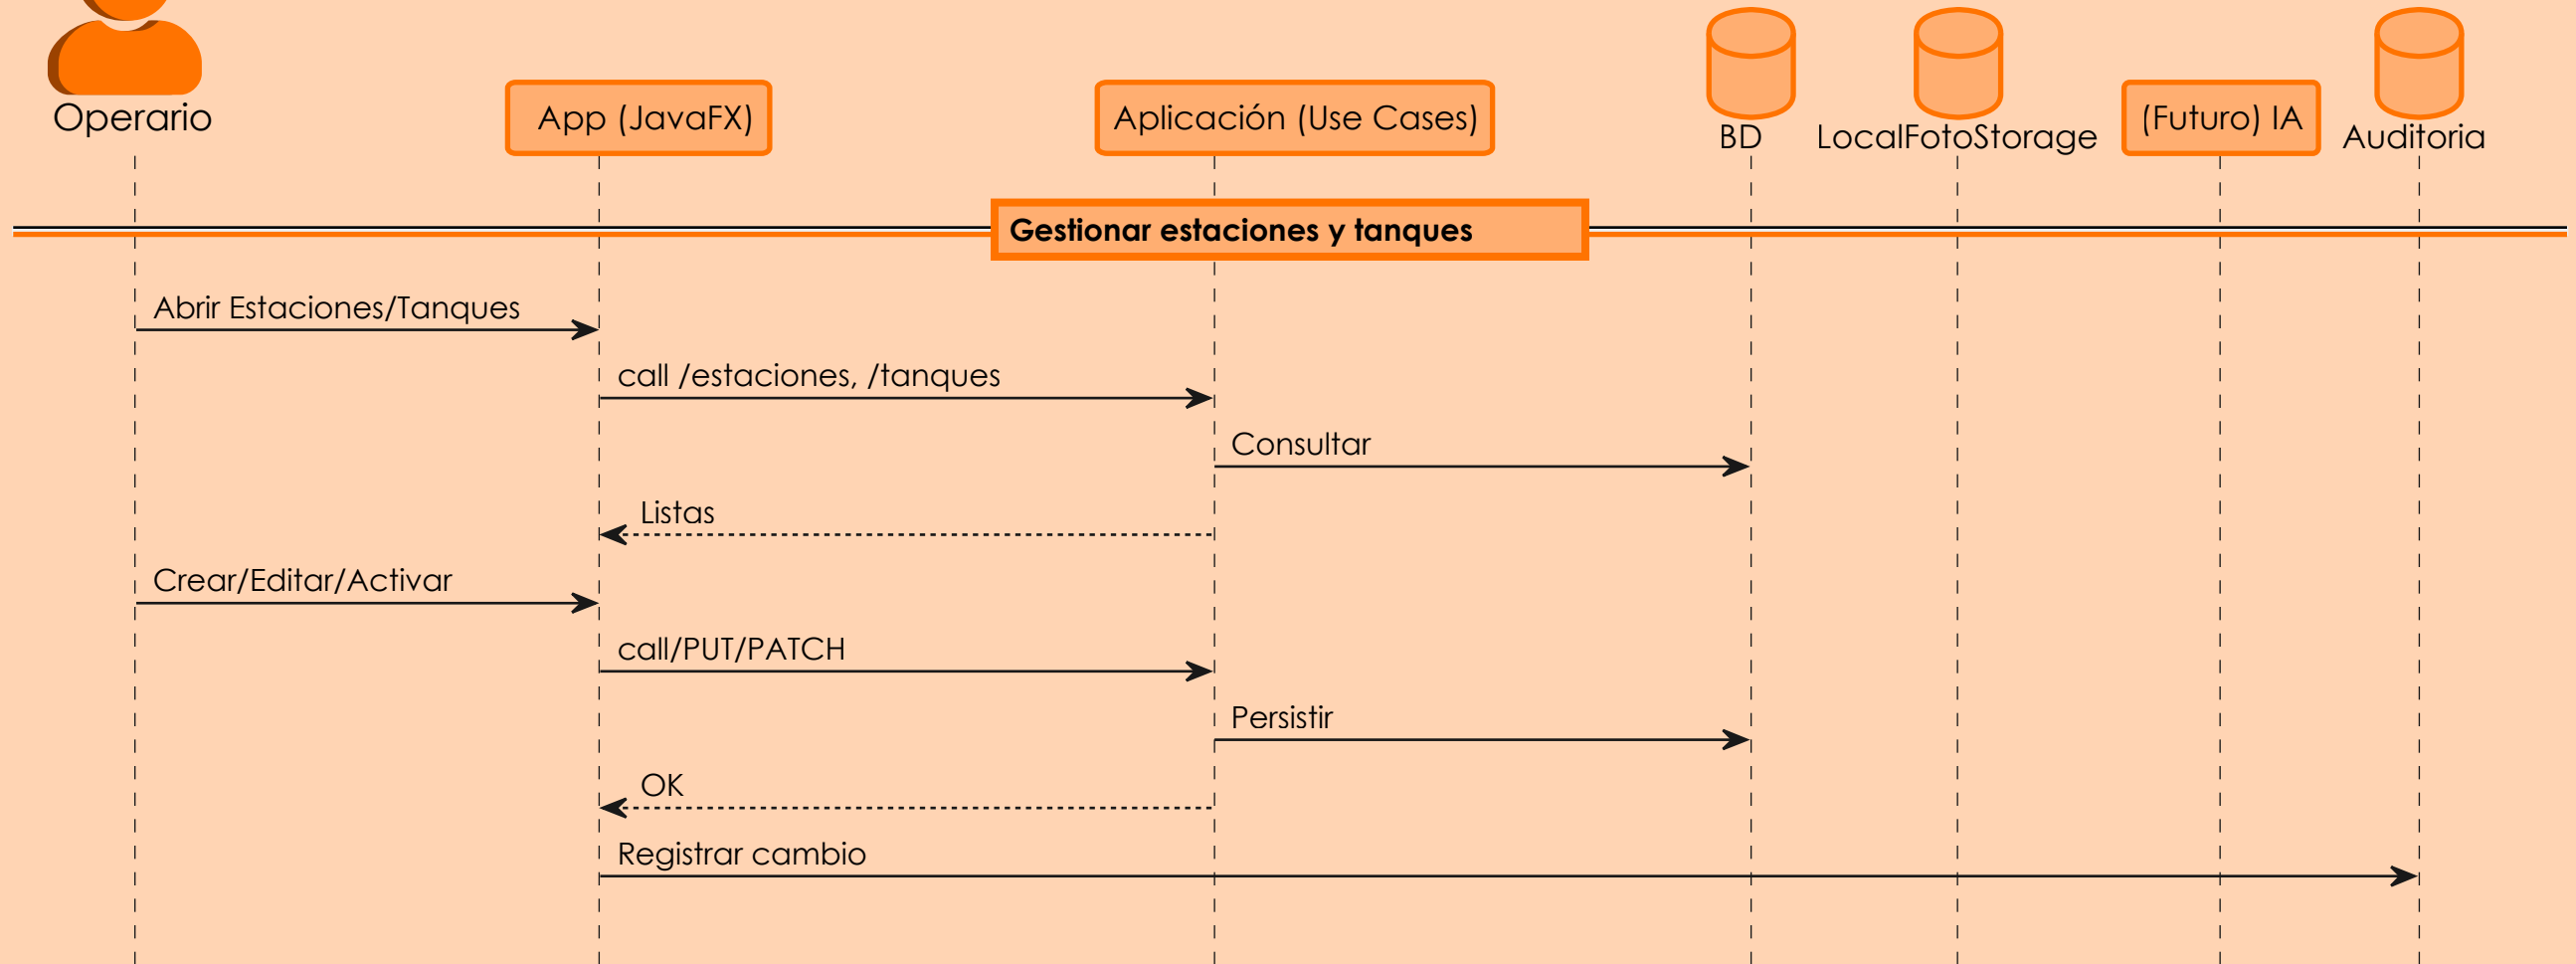 Operario
App (JavaFX)
Aplicación (Use Cases)
BD
LocalFotoStorage
(Futuro) IA
Auditoria
Gestionar estaciones y tanques
Abrir Estaciones/Tanques
call /estaciones, /tanques
Consultar
Listas
Crear/Editar/Activar
call/PUT/PATCH
Persistir
OK
Registrar cambio